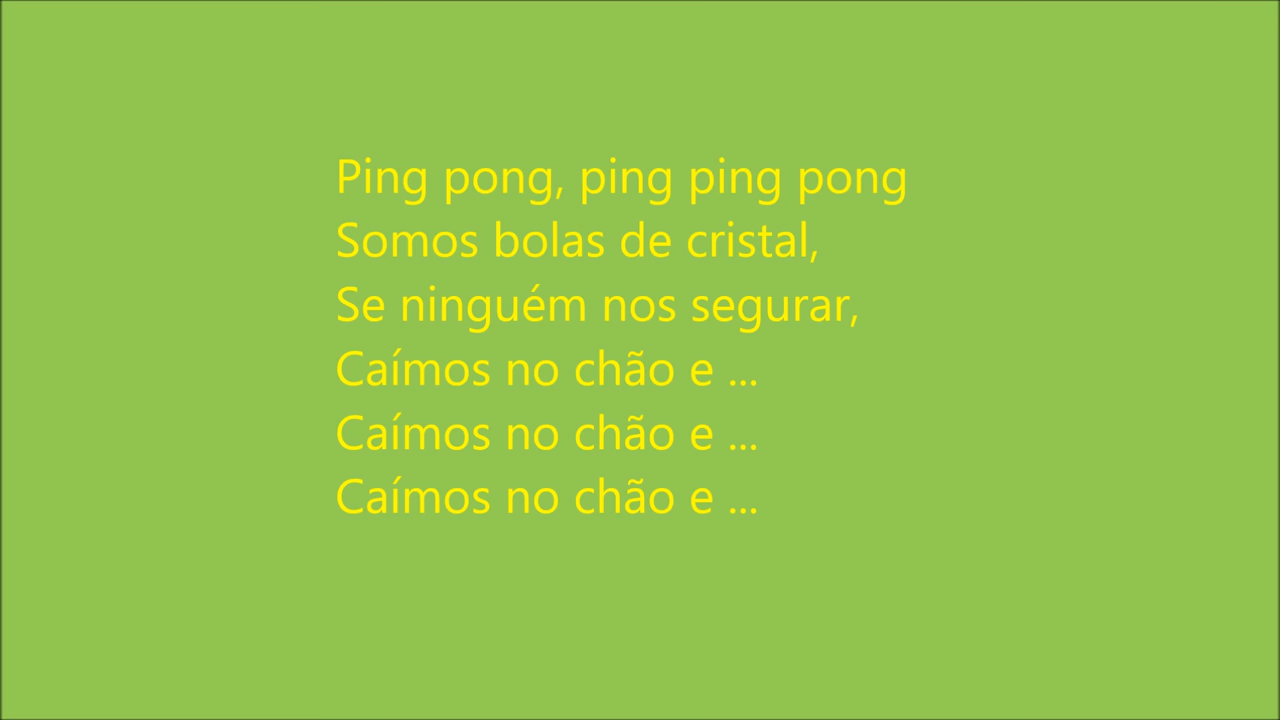 Ping pong, ping ping pong
Somos bolas de cristal,
Se ninguém nos segurar,
Caímos no chão e ...
Caímos no chão e ...
Caímos no chão e ...